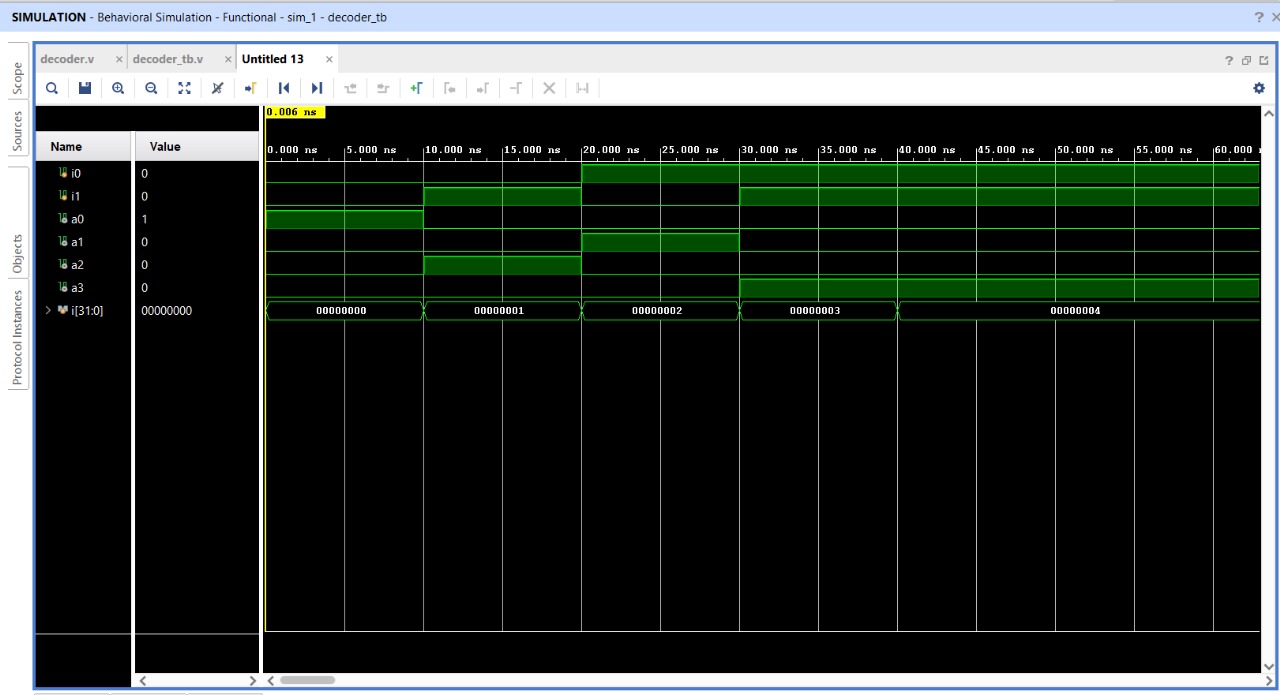 SIMULATION - Behavioral Simulation - Functional - sim_1 - decoder_tb
Scope
Sources
Objects
Protocol Instances
decoder.v decoder_tb.v Untitled 13
0.006 ns
Name Value
0.000 ns 5.000 ns 10.000 ns 15.000 ns 20.000 ns 25.000 ns 30.000 ns 35.000 ns 40.000 ns 45.000 ns 50.000 ns 55.000 ns 60.000
i0 0
i1 0
a0 1
a1 0
a2 0
a3 0
i[31:0] 00000000 00000000 00000001 00000002 00000003 00000004